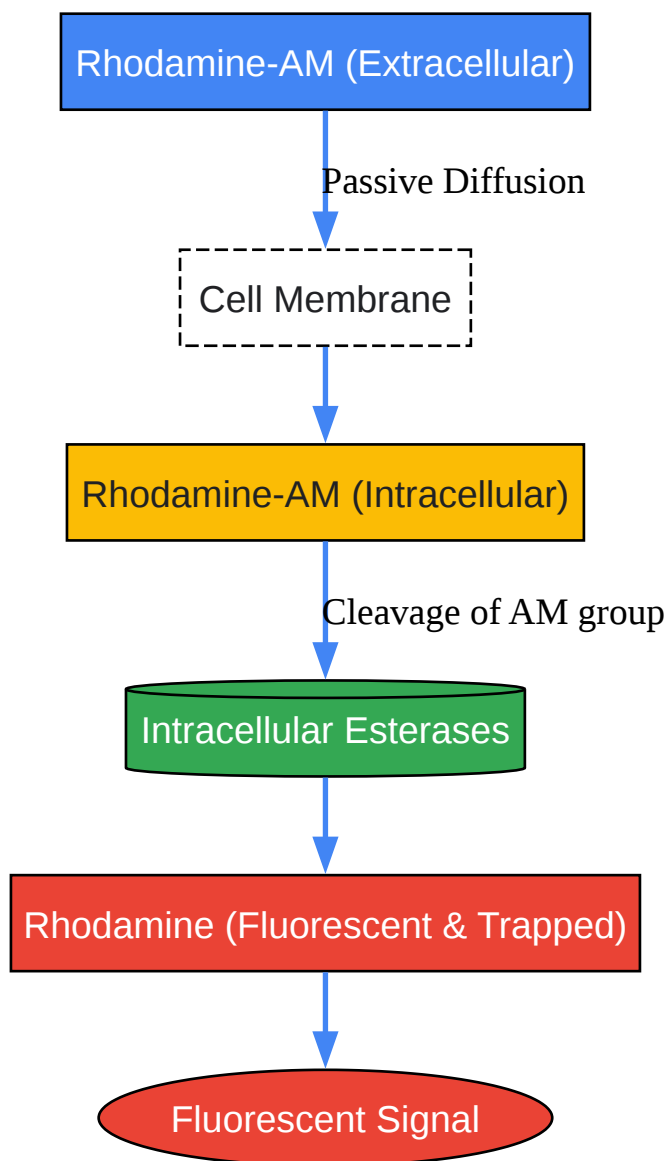 Rhodamine-AM (Extracellular)
Passive Diffusion
Cell Membrane
Rhodamine-AM (Intracellular)
Cleavage of AM group
Intracellular Esterases
Rhodamine (Fluorescent & Trapped)
Fluorescent Signal